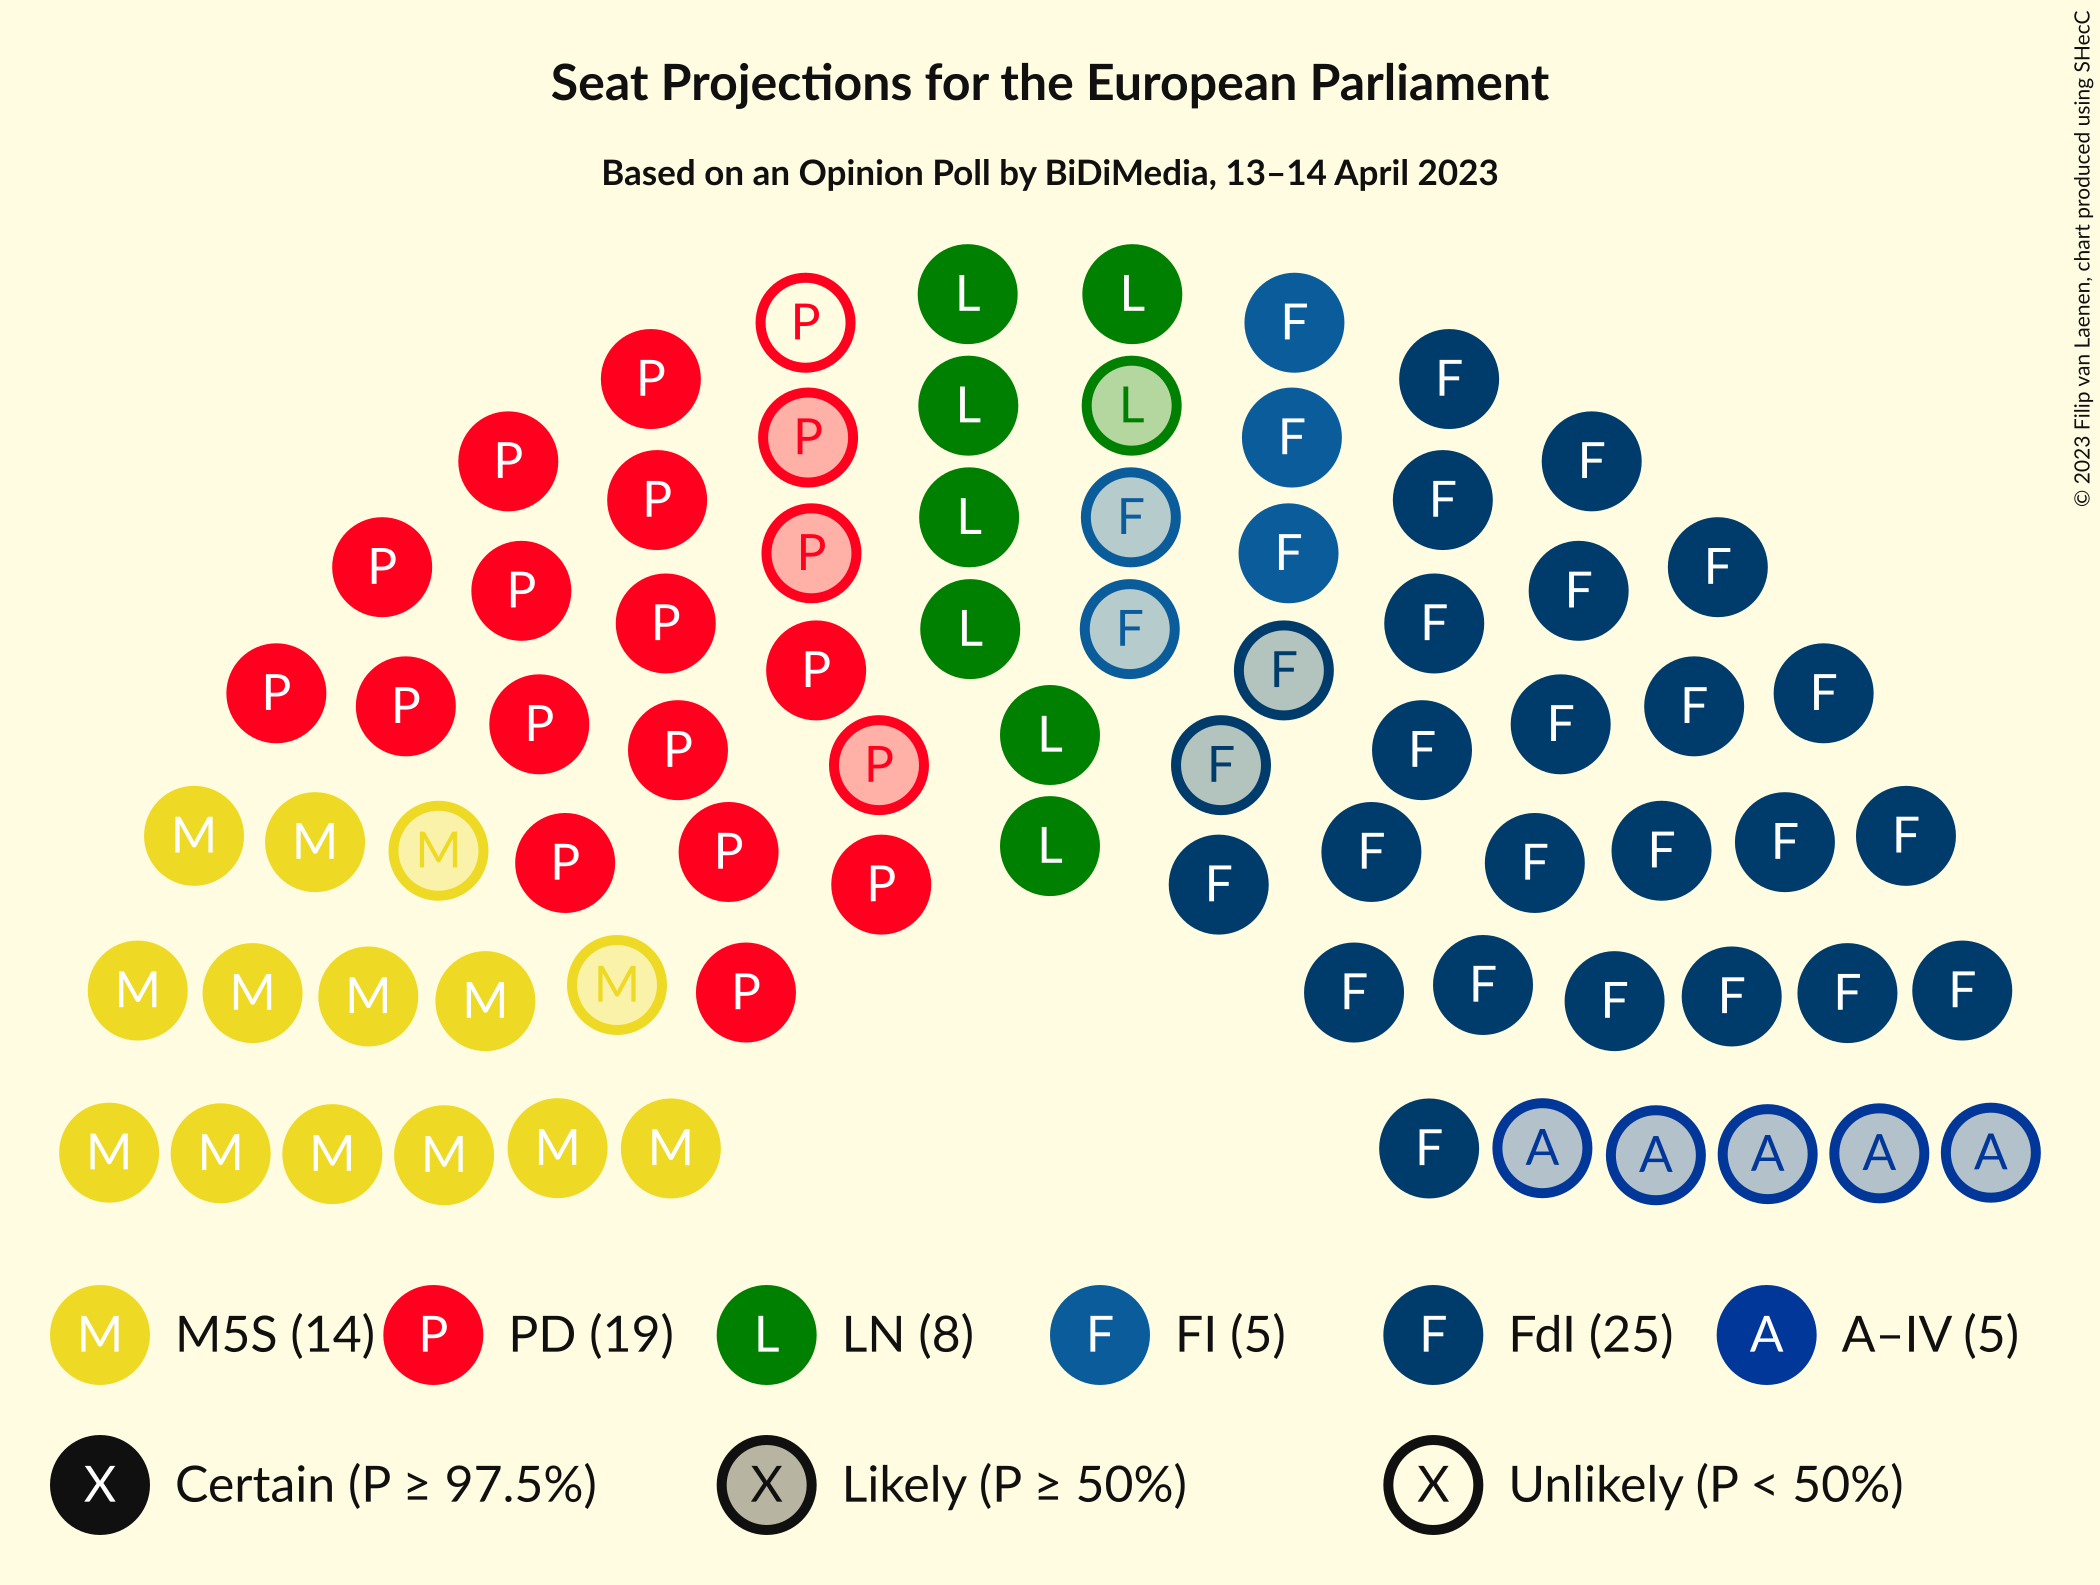 Seat Projections for the European Parliament
Based on an Opinion Poll by BiDiMedia, 13–14 April 2023
© 2023 Filip van Laenen, chart produced using SHecC
L L
P F
P F
L L
P F
P F
P P F F
L F
P F
P F
P P F F
L F
P F
P P F F
P P F F
L
P P F F
P F
M M M P P P L F F F F F F
M M M M M P F F F F F F
M M M M M M F A A A A A
M M5S (14) P PD (19) L LN (8) F FI (5) F FdI (25) A A–IV (5)
X Certain (P ≥ 97.5%) X Likely (P ≥ 50%) X Unlikely (P < 50%)